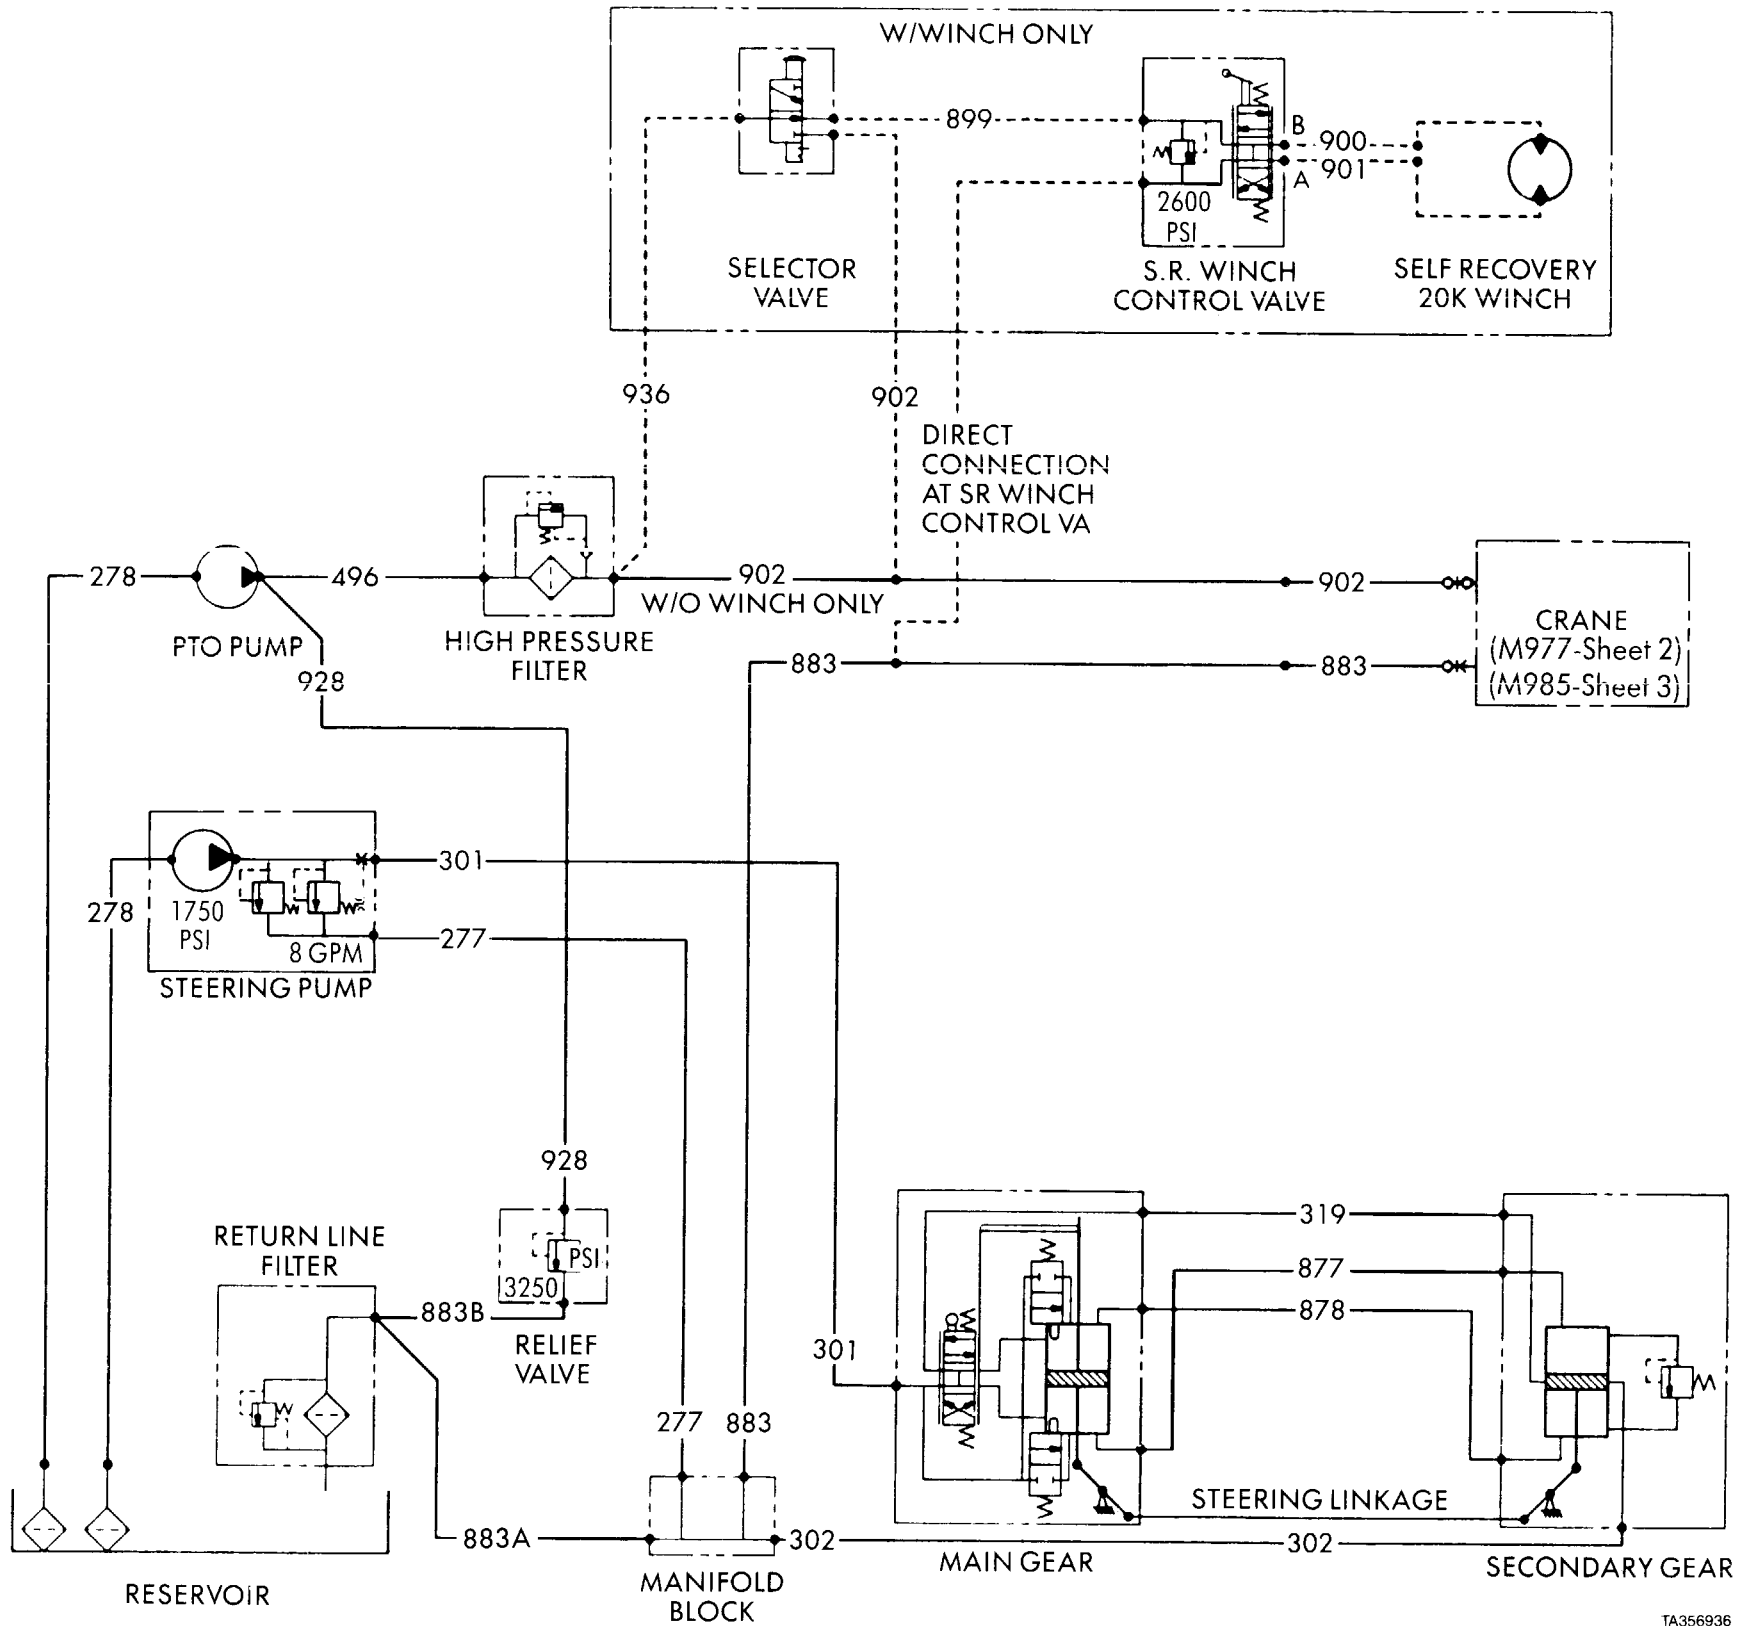 W/WINCH ONLY
899
B
900
901
A
2600
PSI
SELECTOR
VALVE
S.R. WINCH
CONTROL VALVE
SELF RECOVERY
20K WINCH
936
902
DIRECT
CONNECTION
AT SR WINCH
CONTROL VA
278
496
902
W/O WINCH ONLY
902
PTO PUMP
HIGH PRESSURE
FILTER
CRANE
(M977-Sheet 2)
(M985-Sheet 3)
928
883
883
301
278
1750
PSI
8 GPM
277
STEERING PUMP
928
RETURN LINE
FILTER
PSI
3250
883B
RELIEF
VALVE
319
877
878
301
277
883
STEERING LINKAGE
883A
302
302
MAIN GEAR
SECONDARY GEAR
RESERVOIR
MANIFOLD
BLOCK
TA356936